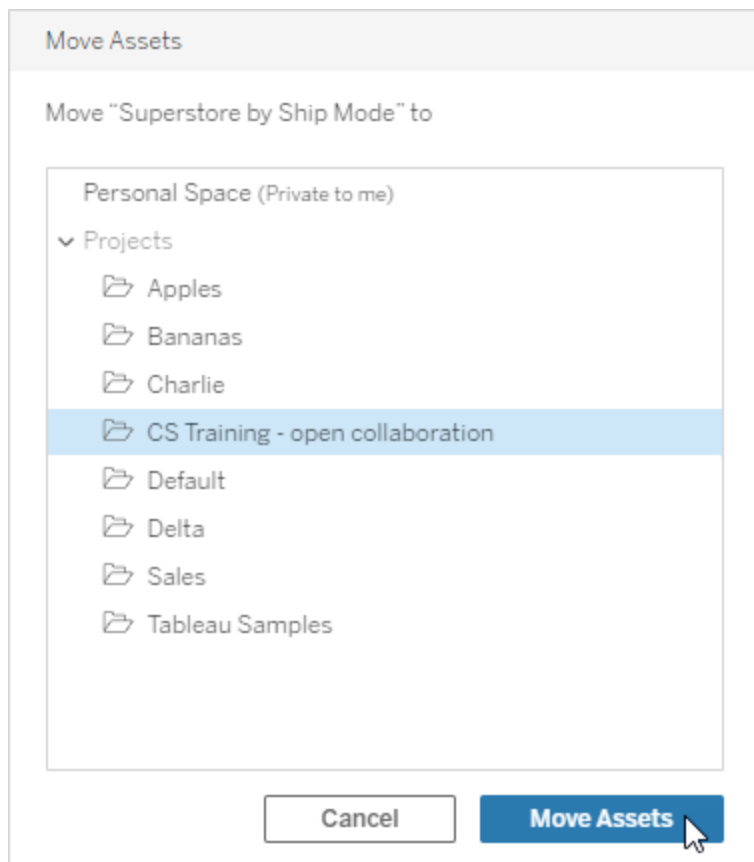 Move Assets
Move “Superstore by Ship Mode” to
Personal Space (Private to me)
Projects
Apples
Bananas
Charlie
CS Training - open collaboration
Default
Delta
Sales
Tableau Samples
Cancel
Move Assets